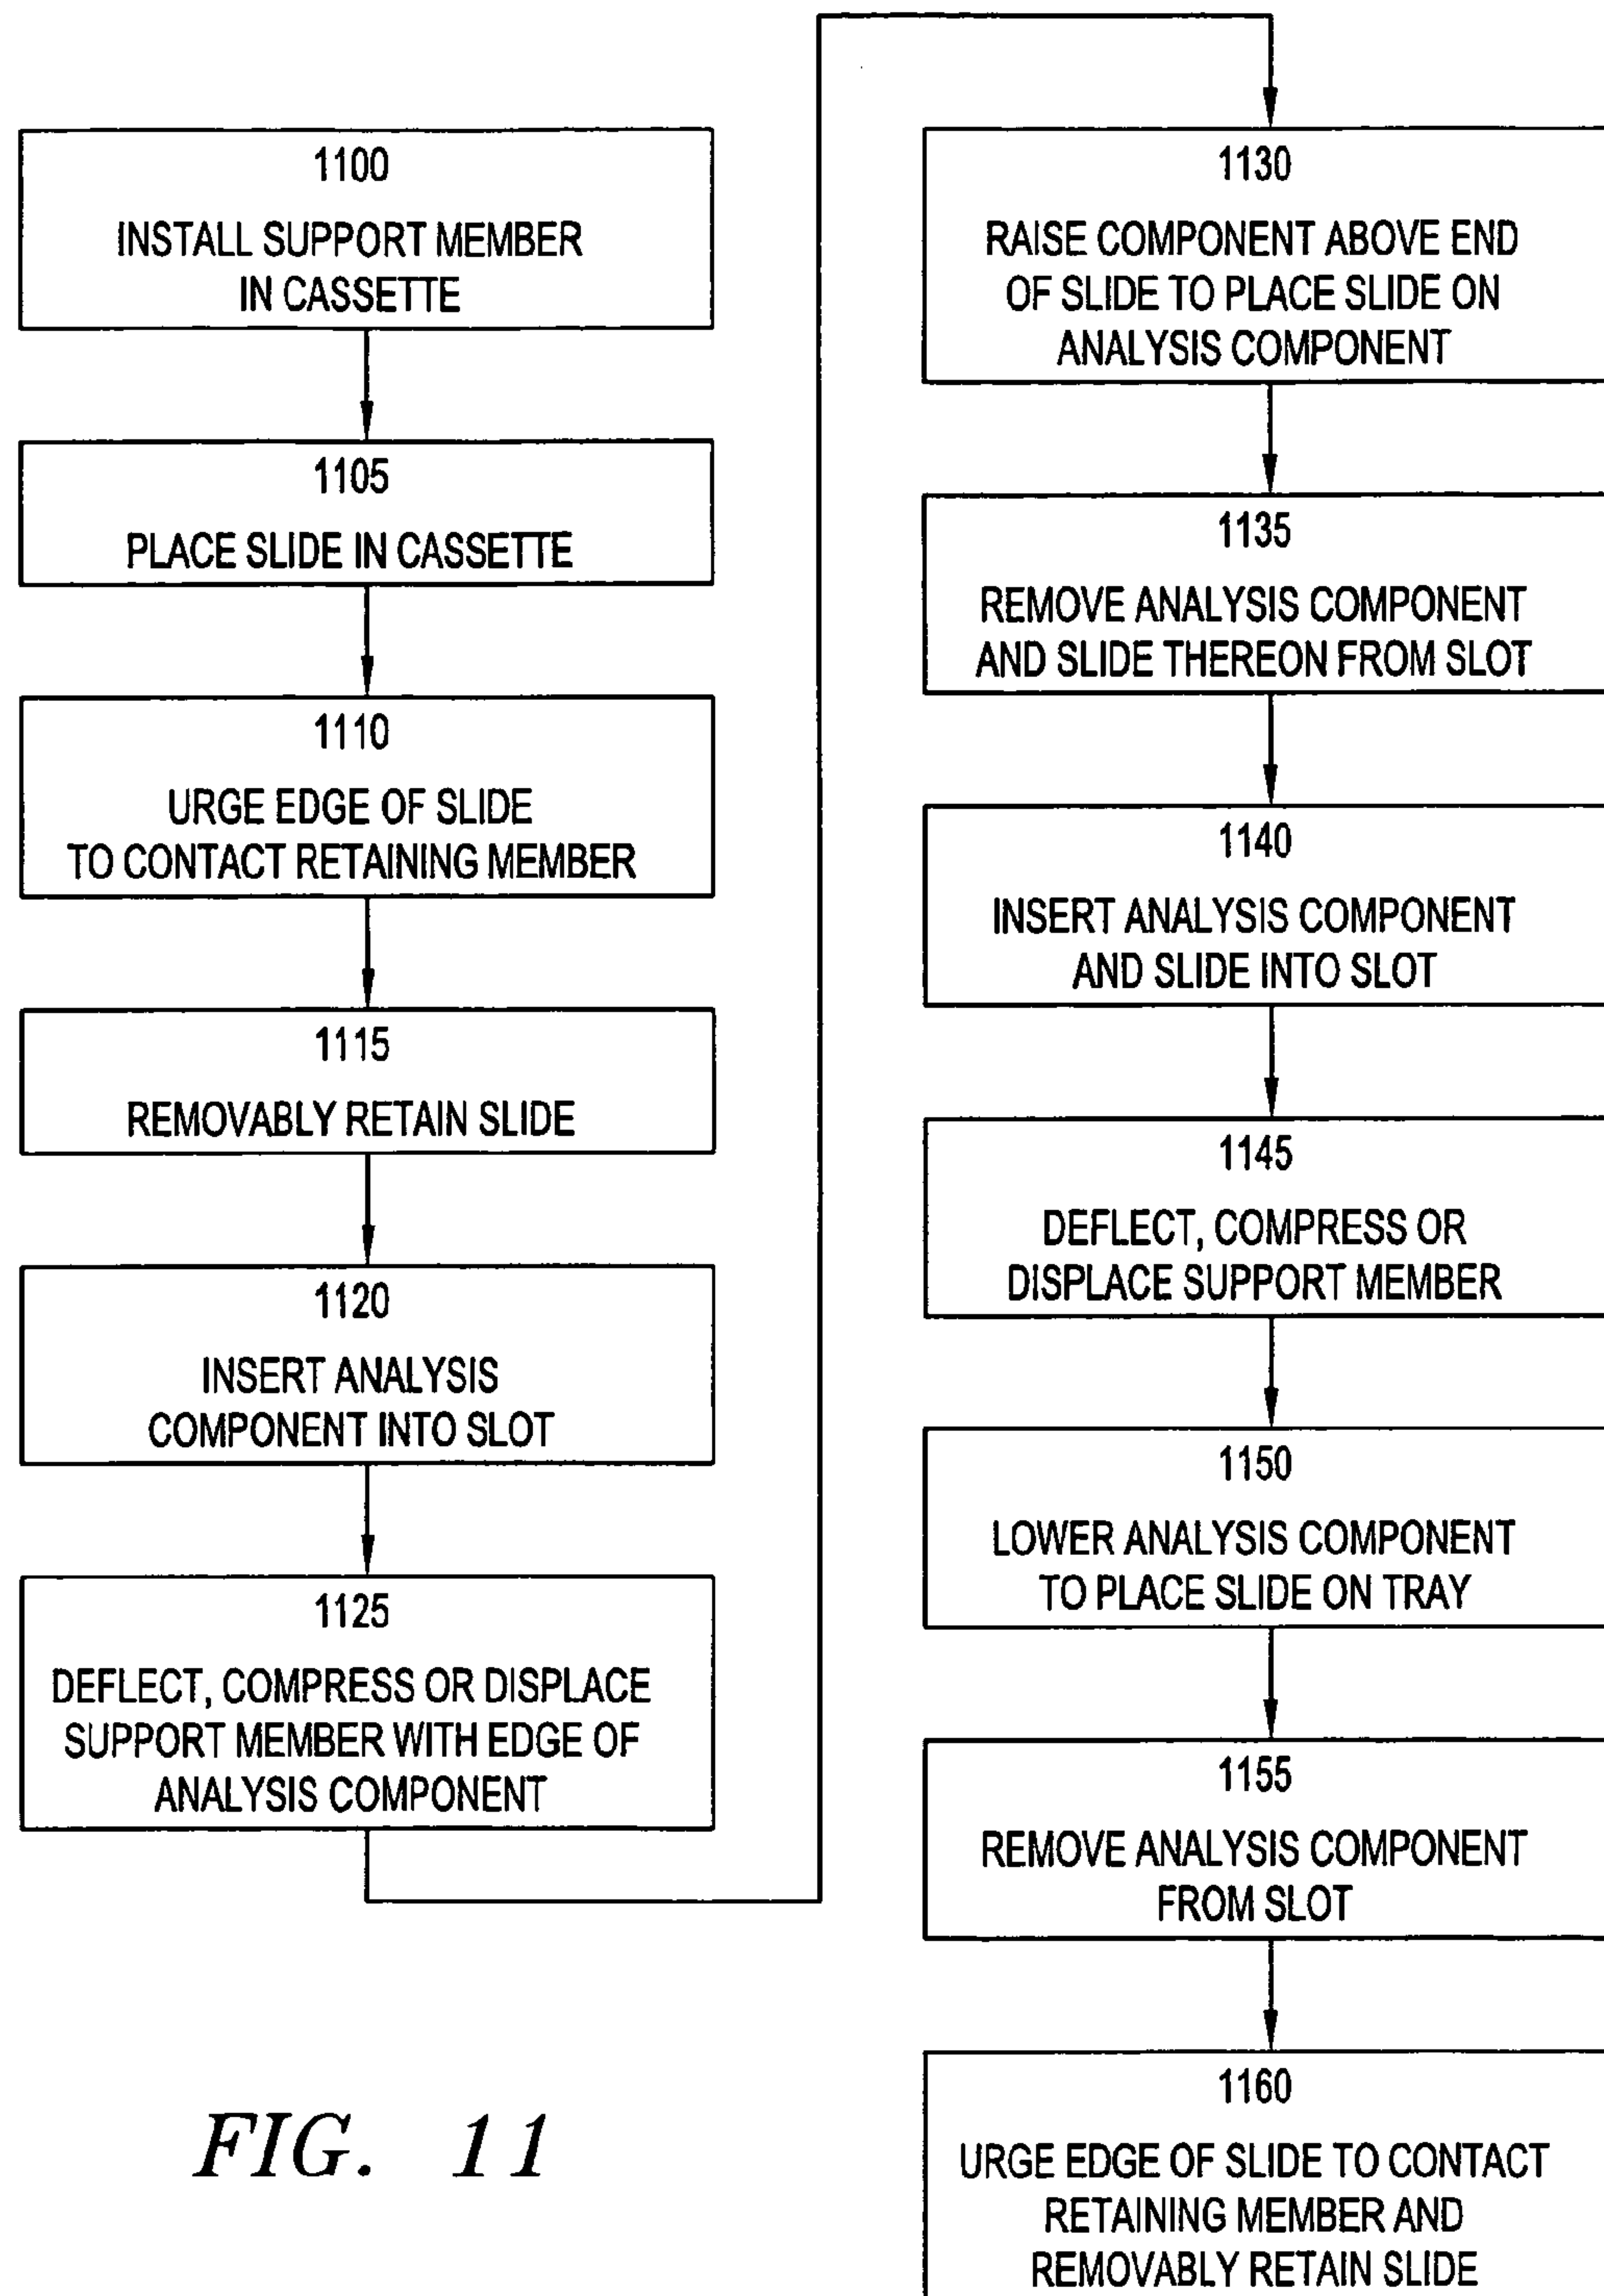 1100
INSTALL SUPPORT MEMBER
IN CASSETTE
1105
PLACE SLIDE IN CASSETTE
1110
URGE EDGE OF SLIDE
TO CONTACT RETAINING MEMBER
1115
REMOVABLY RETAIN SLIDE
1120
INSERT ANALYSIS
COMPONENT INTO SLOT
1125
DEFLECT, COMPRESS OR DISPLACE
SUPPORT MEMBER WITH EDGE OF
ANALYSIS COMPONENT
1130
RAISE COMPONENT ABOVE END
OF SLIDE TO PLACE SLIDE ON
ANALYSIS COMPONENT
1135
REMOVE ANALYSIS COMPONENT
AND SLIDE THEREON FROM SLOT
1140
INSERT ANALYSIS COMPONENT
AND SLIDE INTO SLOT
1145
DEFLECT, COMPRESS OR
DISPLACE SUPPORT MEMBER
1150
LOWER ANALYSIS COMPONENT
TO PLACE SLIDE ON TRAY
1155
REMOVE ANALYSIS COMPONENT
FROM SLOT
1160
URGE EDGE OF SLIDE TO CONTACT
RETAINING MEMBER AND
REMOVABLY RETAIN SLIDE
FIG. 11